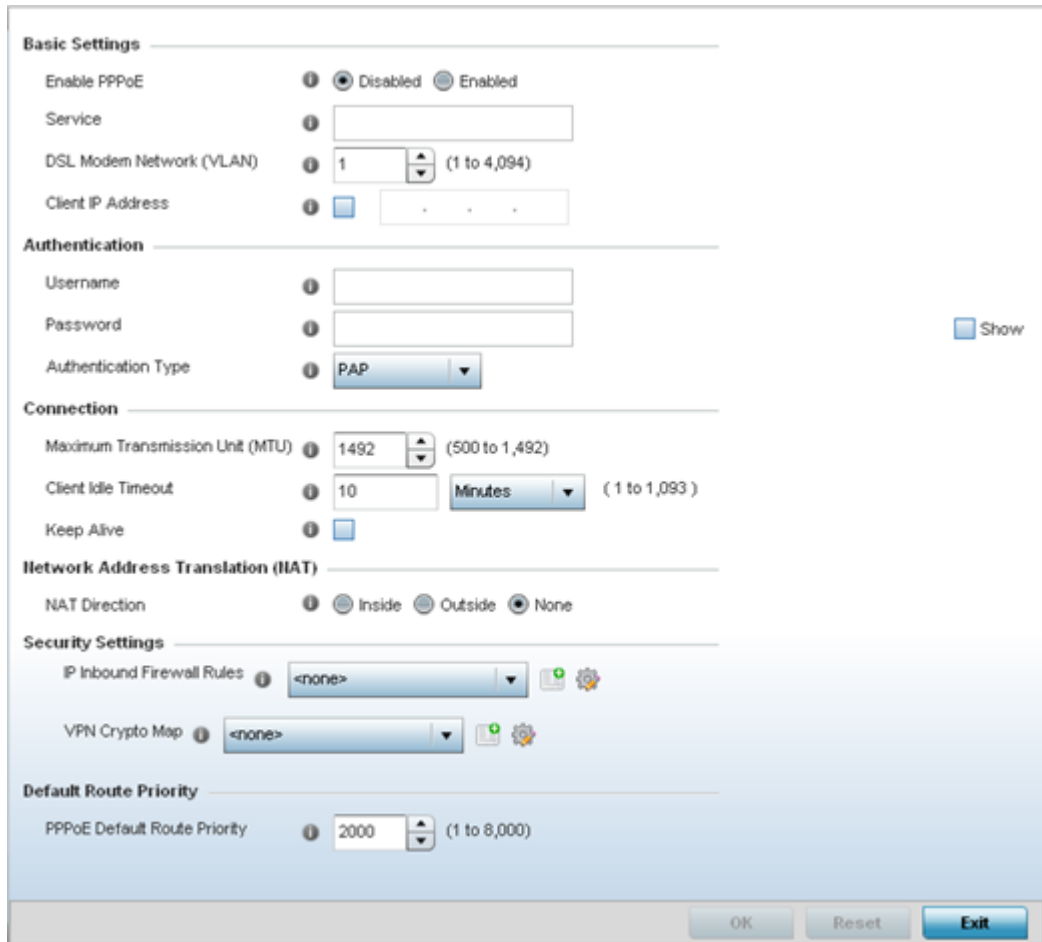 Basic Settings
Enable PPPoE Disabled Enabled
Service
DSL Modem Network (VLAN) 1 (1 to 4,094)
Client IP Address . . .
Authentication
Username
Password Show
Authentication Type PAP
Connection
Maximum Transmission Unit (MTU) 1492 (500 to 1,492)
Client Idle Timeout 10 Minutes ( 1 to 1,093 )
Keep Alive
Network Address Translation (NAT)
NAT Direction Inside Outside None
Security Settings
IP Inbound Firewall Rules <none>
VPN Crypto Map <none>
Default Route Priority
PPPoE Default Route Priority 2000 (1 to 8,000)
OK Reset Exit